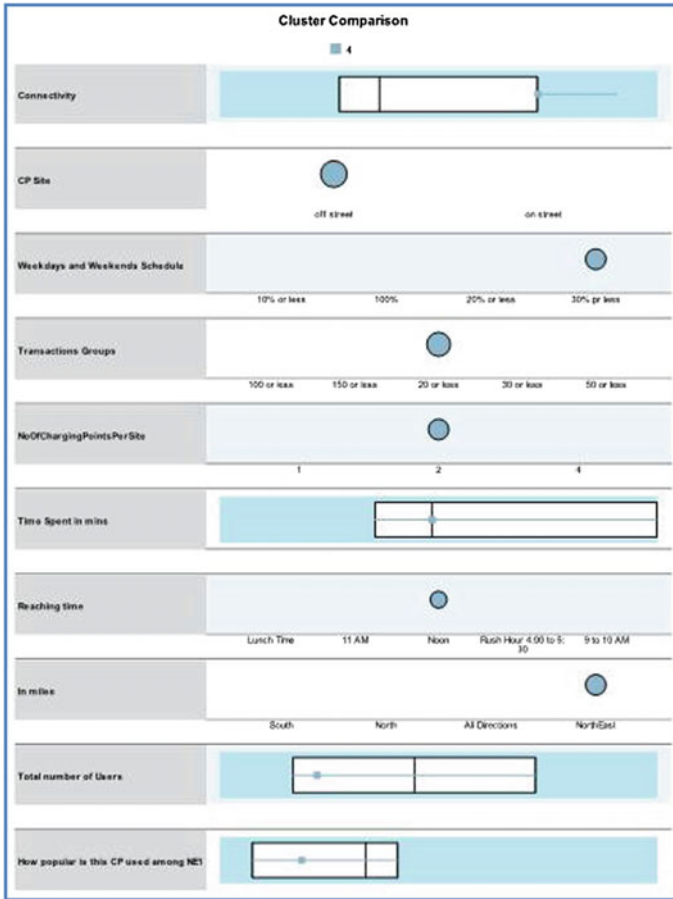 Cluster Comparison
4
Connectivity
CP Site
off street on street
Weekdays and Weekends Schedule
10% or less 100% 20% or less 30% pr less
Transactions Groups
100 or less 150 or less 20 or less 30 or less 50 or less
NoOfChargingPointsPerSite
1 2 4
Time Spent in mins
Reaching time
Lunch Time 11 AM Noon Rush Hour 4:00 to 5: 9 to 10 AM
30
In miles
South North All Directions NorthEast
Total number of Users
How popular is this CP used among NE1